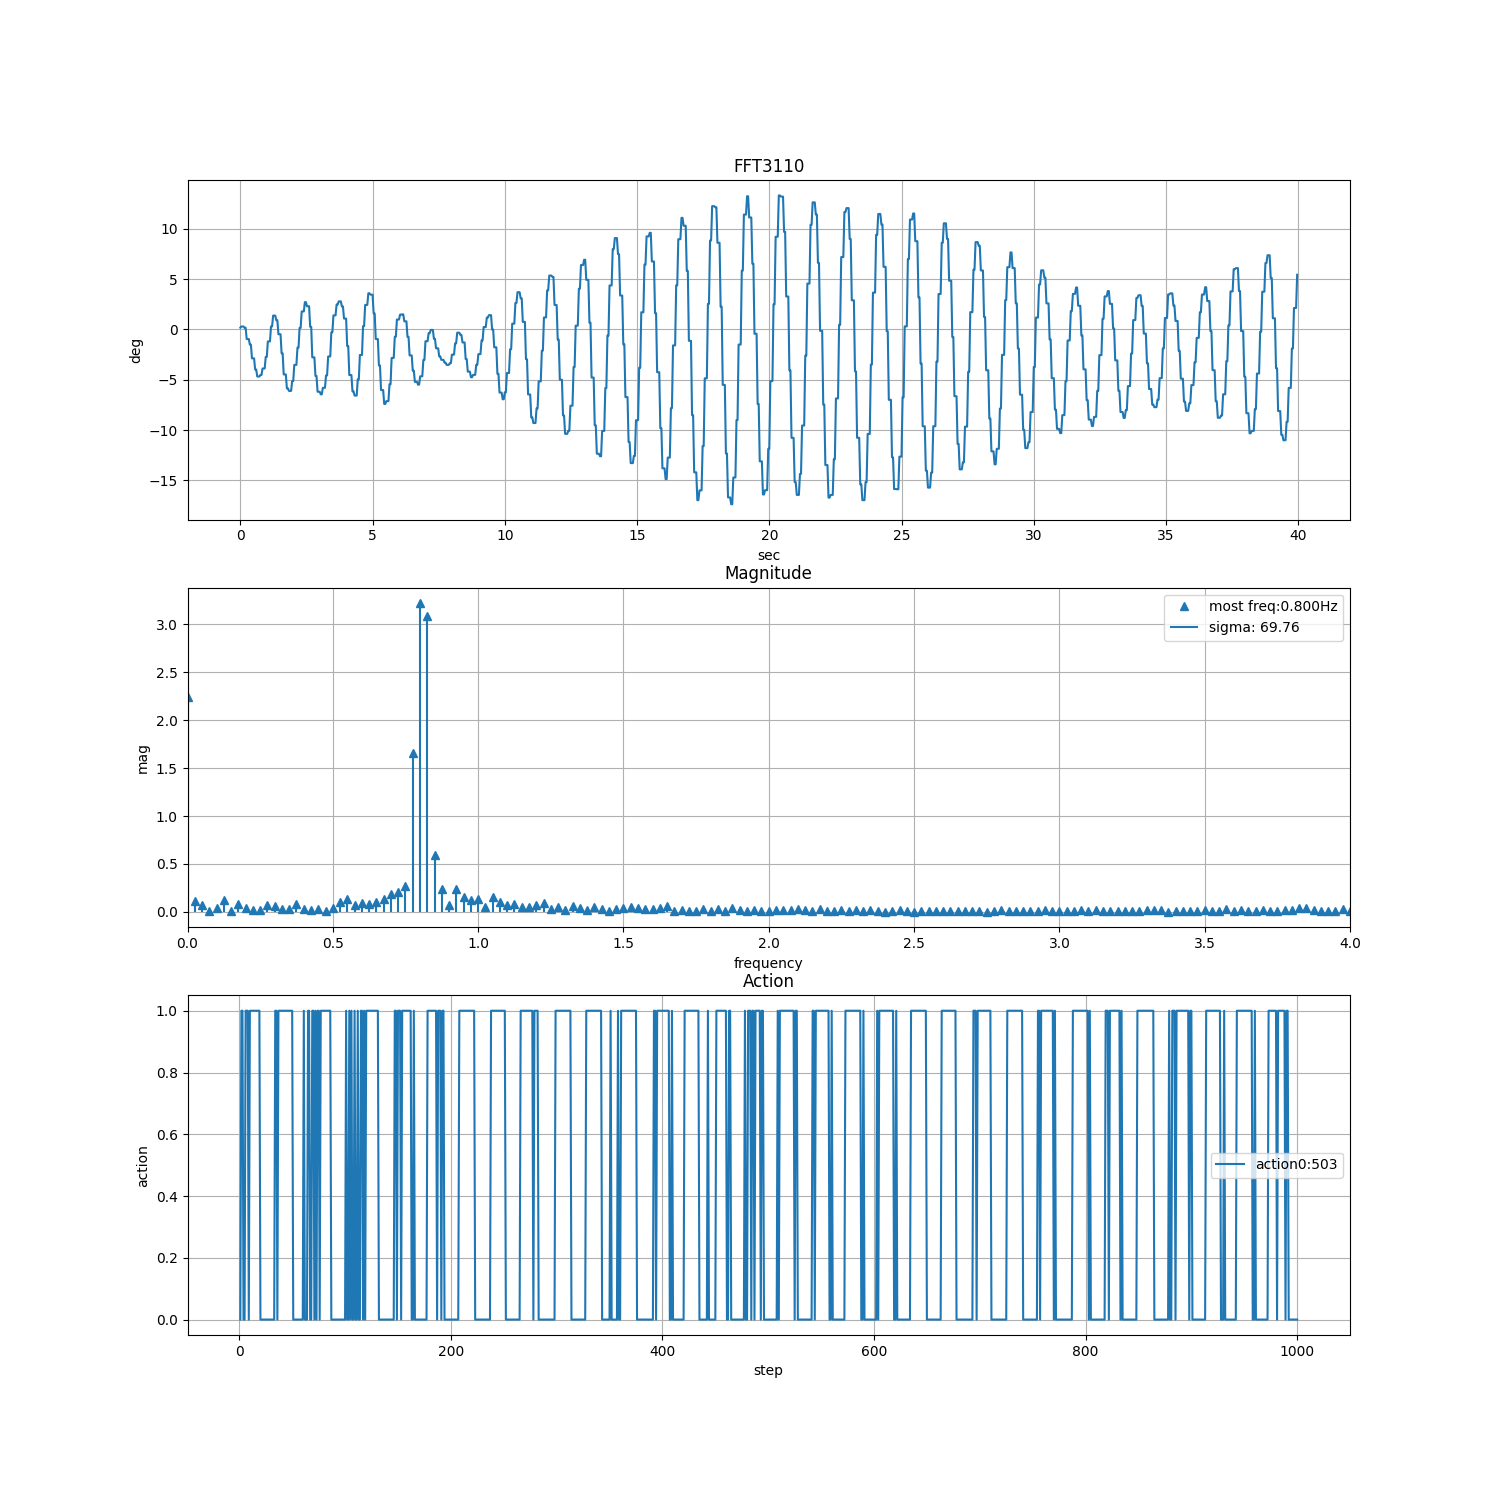 FFT3110
10
5
0
−5
−10
−15
deg
0 5 10 15 20 25 30 35 40
sec
Magnitude
3.0
2.5
2.0
1.5
1.0
0.5
0.0
mag
most freq:0.800Hz
sigma: 69.76
0.0 0.5 1.0 1.5 2.0 2.5 3.0 3.5 4.0
frequency
Action
1.0
0.8
0.6
0.4
0.2
0.0
action
action0:503
0 200 400 600 800 1000
step